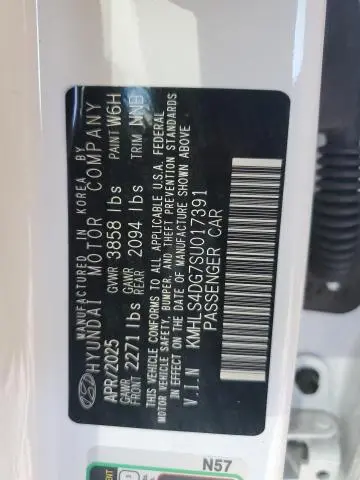 MANUFACTURED IN KOREA BY
HYUNDAI MOTOR COMPANY
APR/2025 GVWR 3858 lbs PAINT W6H
GAWR FRONT 2271 lbs GAWR REAR 2094 lbs TRIM NNB
THIS VEHICLE CONFORMS TO ALL APPLICABLE U.S.A. FEDERAL
MOTOR VEHICLE SAFETY, BUMPER, AND THEFT PREVENTION STANDARDS
IN EFFECT ON THE DATE OF MANUFACTURE SHOWN ABOVE
V.I.N KMHLS4DG7SU017391
PASSENGER CAR
N57